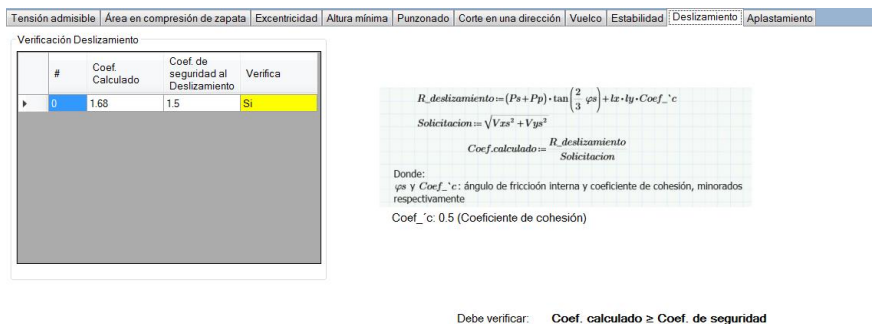 Tensión admisible Área en compresión de zapata Excentricidad Altura mínima Punzonado Corte en una dirección Vuelco Estabilidad Deslizamiento Aplastamiento
Verificación Deslizamiento
# Coef. Calculado Coef. de seguridad al Deslizamiento Verifica
0 1.68 1.5 Si
R_deslizamiento:=(Ps+Pp)·tan(2/3 φs)+lx·ly·Coef_`c
Solicitacion:=√Vxs²+Vys²
Coef.calculado:=R_deslizamiento/Solicitacion
Donde:
φs y Coef_`c: ángulo de friccioón interna y coeficiente de cohesión, minorados
respectivamente
Coef_´c: 0.5 (Coeficiente de cohesión)
Debe verificar: Coef. calculado ≥ Coef. de seguridad